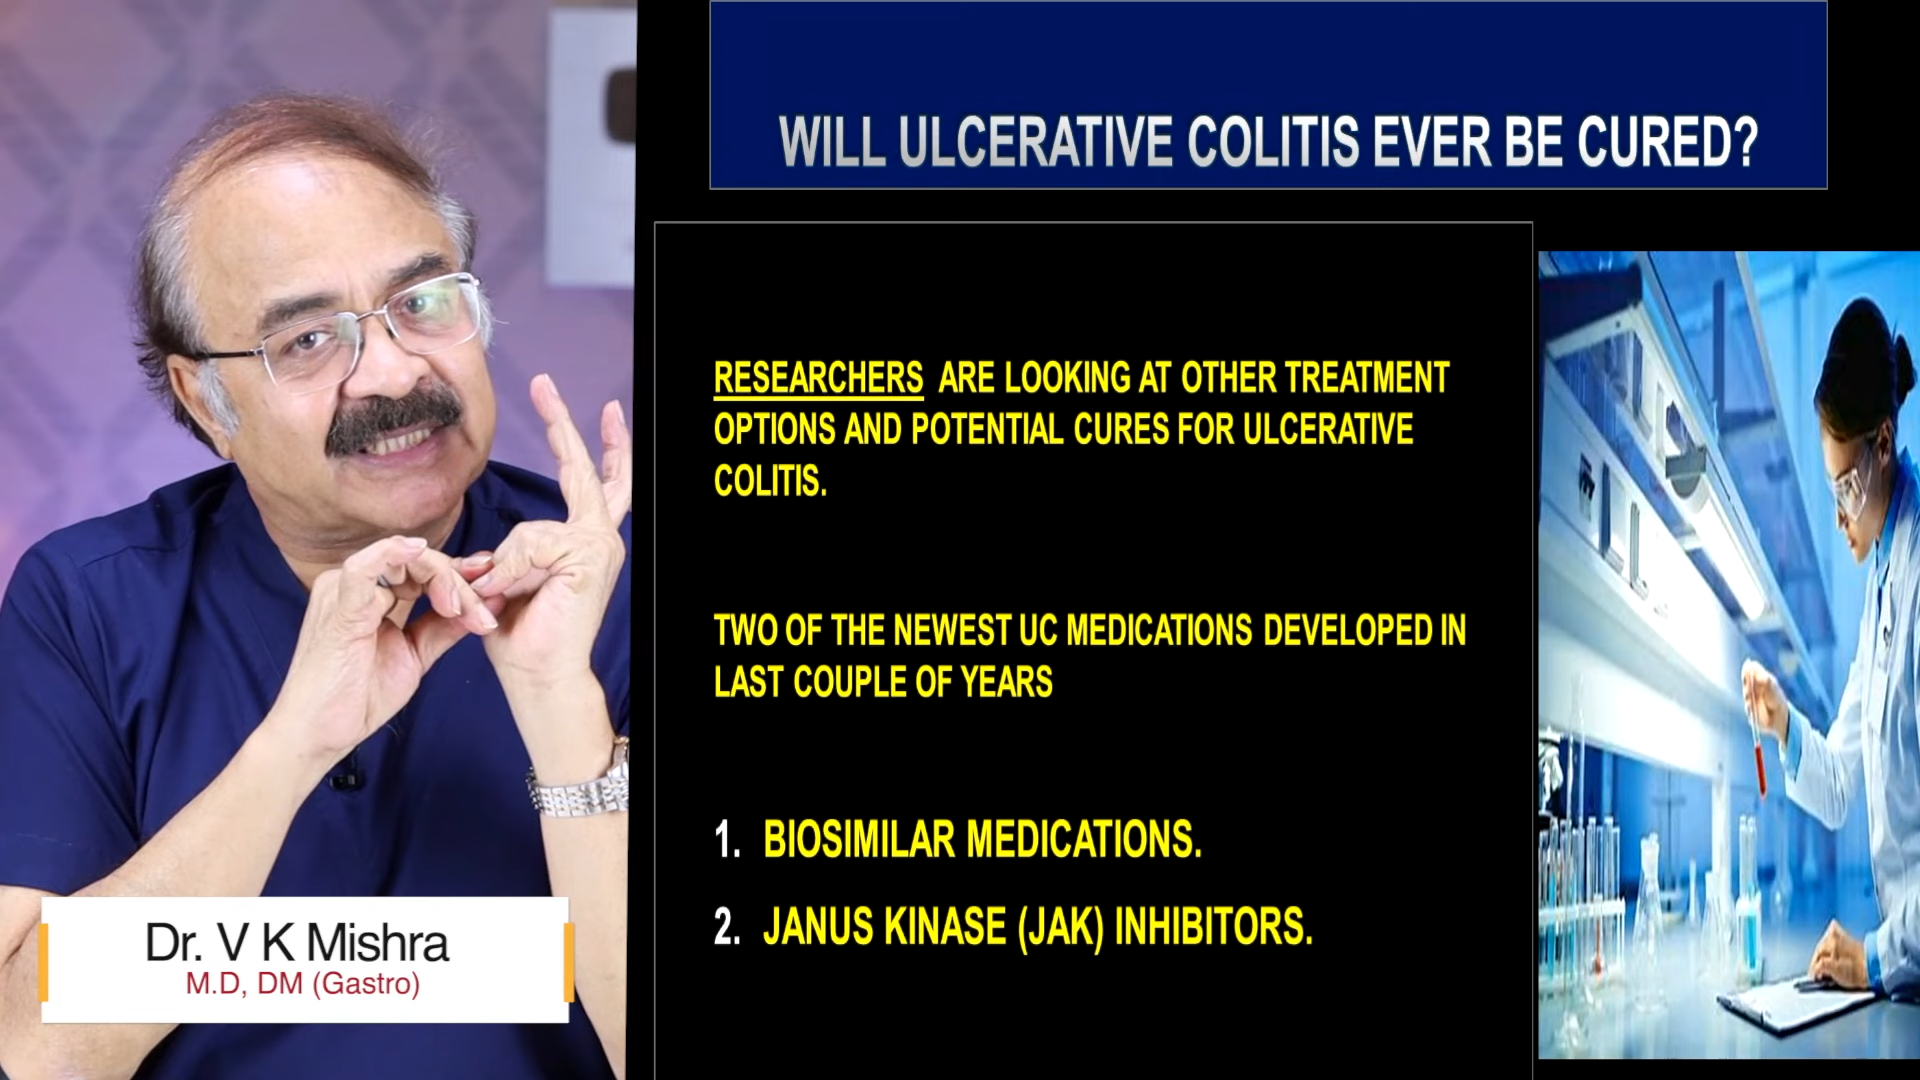 WILL ULCERATIVE COLITIS EVER BE CURED?
RESEARCHERS ARE LOOKING AT OTHER TREATMENT
OPTIONS AND POTENTIAL CURES FOR ULCERATIVE
COLITIS.
TWO OF THE NEWEST UC MEDICATIONS DEVELOPED IN
LAST COUPLE OF YEARS
1. BIOSIMILAR MEDICATIONS.
2. JANUS KINASE (JAK) INHIBITORS.
Dr. V K Mishra
M.D, DM (Gastro)